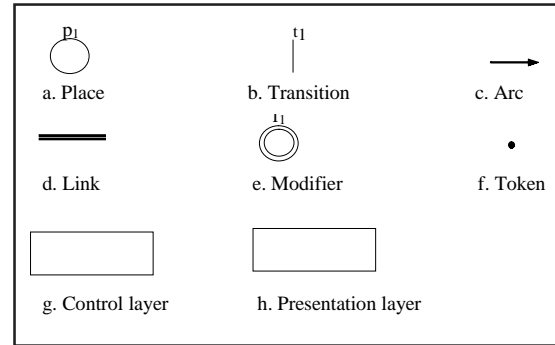 p1 t1
a. Place b. Transition c. Arc
d. Link e. Modifier f. Token
g. Control layer h. Presentation layer